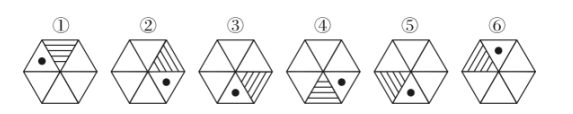 ① ② ③ ④ ⑤ ⑥